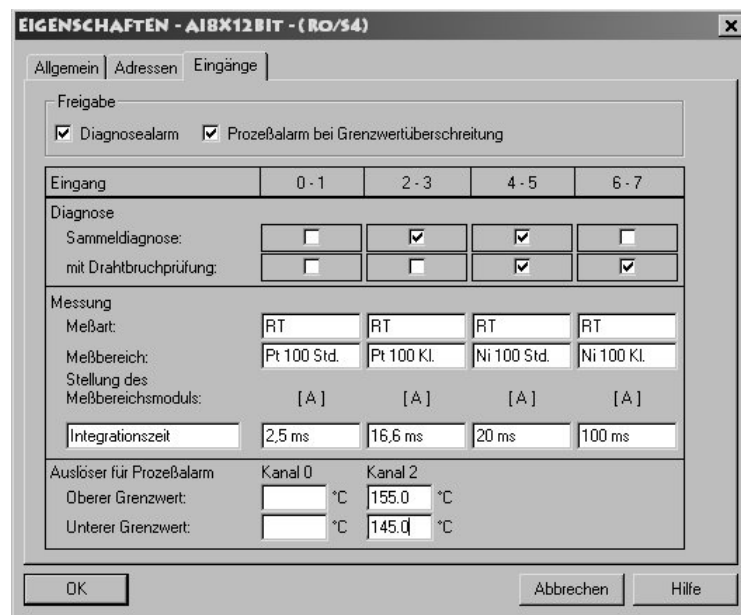 EIGENSCHAFTEN - AI8X12BIT - (R0/S4)
Allgemein Adressen Eingänge
Freigabe
Diagnosealarm Prozeßalarm bei Grenzwertüberschreitung
Eingang 0 - 1 2 - 3 4 - 5 6 - 7
Diagnose
Sammeldiagnose:
mit Drahtbruchprüfung:
Messung
Meßart: RT RT RT RT
Meßbereich: Pt 100 Std. Pt 100 Kl. Ni 100 Std. Ni 100 Kl.
Stellung des
Meßbereichsmoduls: [ A ] [ A ] [ A ] [ A ]
Integrationszeit 2,5 ms 16,6 ms 20 ms 100 ms
Auslöser für Prozeßalarm Kanal 0 Kanal 2
Oberer Grenzwert: °C 155.0 °C
Unterer Grenzwert: °C 145.0 °C
OK Abbrechen Hilfe